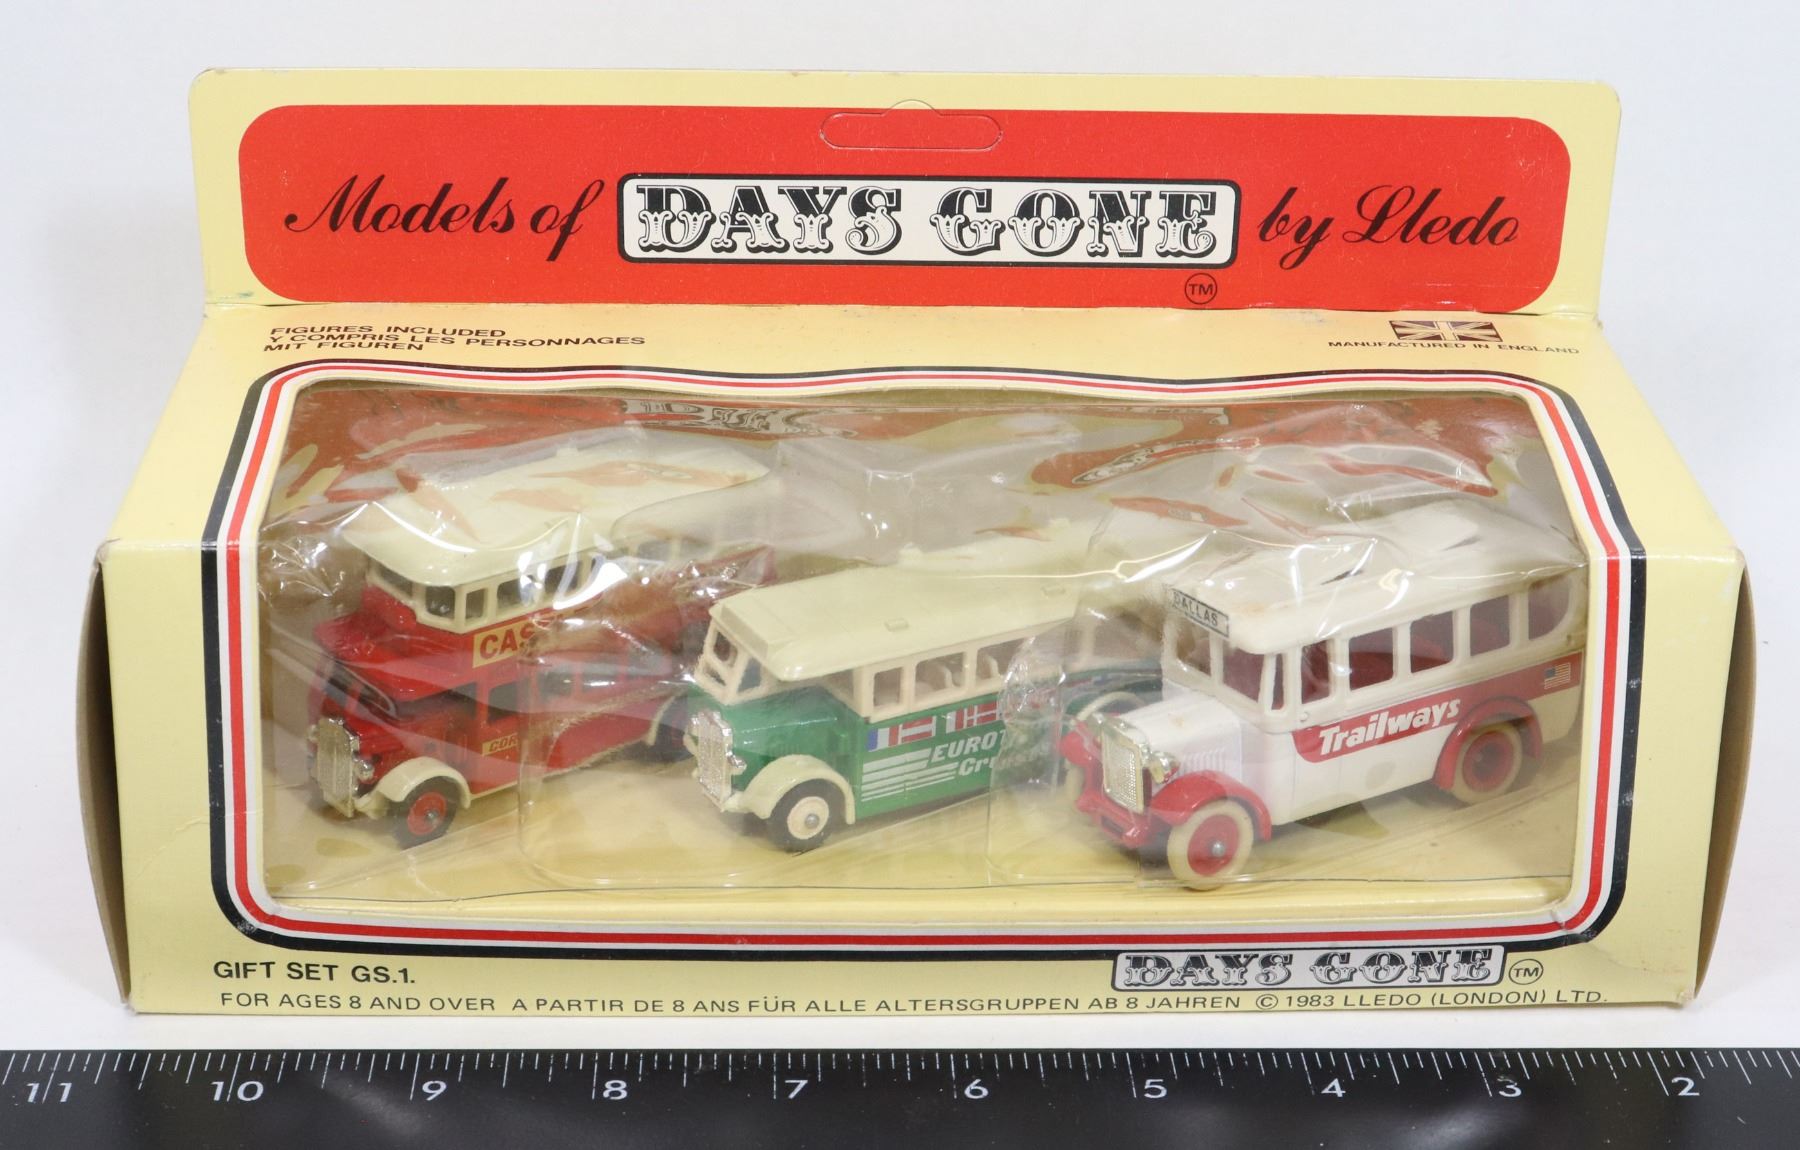 Models of DAYS GONE by Lledo
TM
FIGURES INCLUDED
Y COMPRIS LES PERSONNAGES
MIT FIGUREN
MANUFACTURED IN ENGLAND
DALLAS
Trailways
EURO
GIFT SET GS.1.
DAYS GONE TM
FOR AGES 8 AND OVER A PARTIR DE 8 ANS FÜR ALLE ALTERSGRUPPEN AB 8 JAHREN © 1983 LLEDO (LONDON) LTD.
11 10 9 8 7 6 5 4 3 2